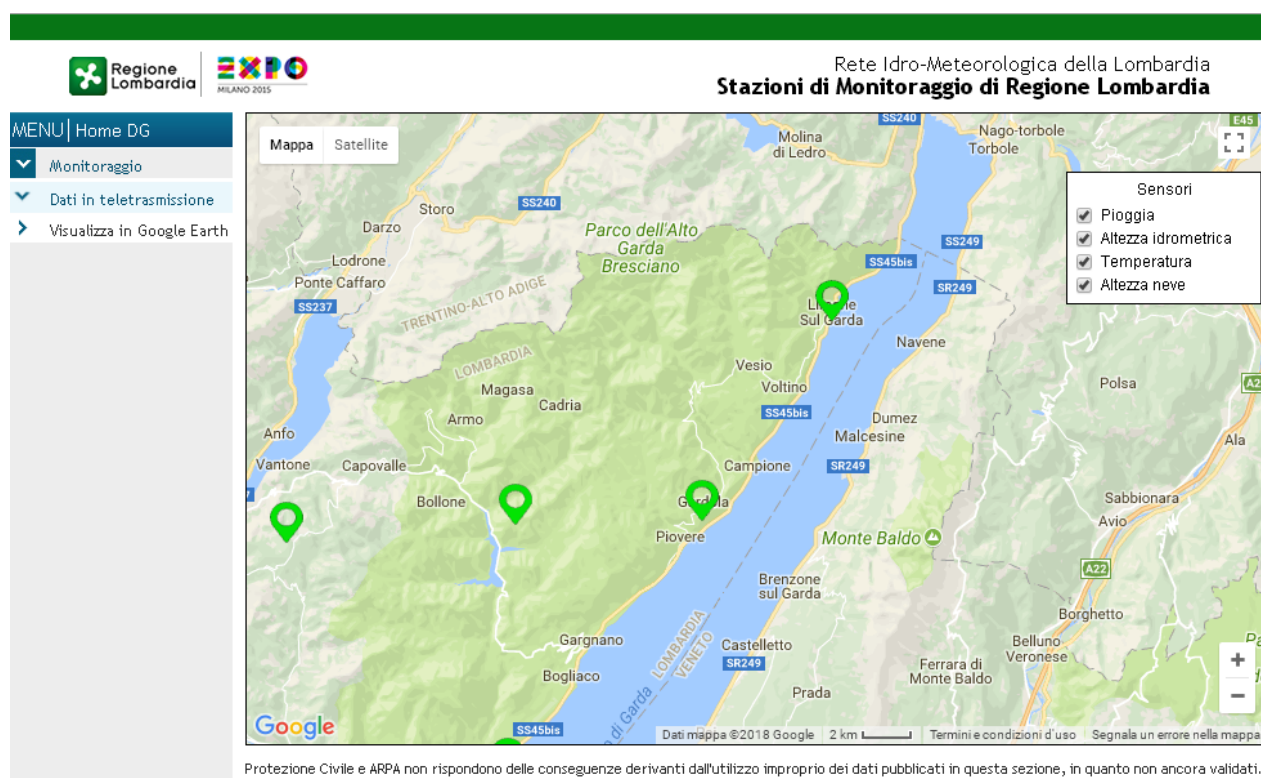 Regione
Lombardia
EXPO
MILANO 2015
Rete Idro-Meteorologica della Lombardia
Stazioni di Monitoraggio di Regione Lombardia
MENU| Home DG
Monitoraggio
Dati in teletrasmissione
Visualizza in Google Earth
Mappa Satellite
Sensori
Pioggia
Altezza idrometrica
Temperatura
Altezza neve
SS240
E45
Molina
di Ledro
Nago-torbole
Torbole
Storo
SS240
Darzo
Parco dell'Alto
Garda
Bresciano
SS249
Lodrone
SS45bis
Ponte Caffaro
SR249
TRENTINO-ALTO ADIGE
SS237
Sul Garda
Navene
LOMBARDIA
Vesio
Magasa
Voltino
Polsa
Cadria
SS45bis
Armo
Dumez
Malcesine
Anfo
Ala
Vantone
Capovalle
Campione
SR249
Bollone
Sabbionara
Avio
Piovere
Monte Baldo
A22
Brenzone
sul Garda
Borghetto
LOMBARDIA
VENETO
Gargnano
Castelletto
Belluno
Veronese
SR249
Ferrara di
Monte Baldo
Bogliaco
Prada
di Garda
SS45bis
+
−
Google
Dati mappa ©2018 Google 2 km Termini e condizioni d'uso Segnala un errore nella mappa
Protezione Civile e ARPA non rispondono delle conseguenze derivanti dall'utilizzo improprio dei dati pubblicati in questa sezione, in quanto non ancora validati.